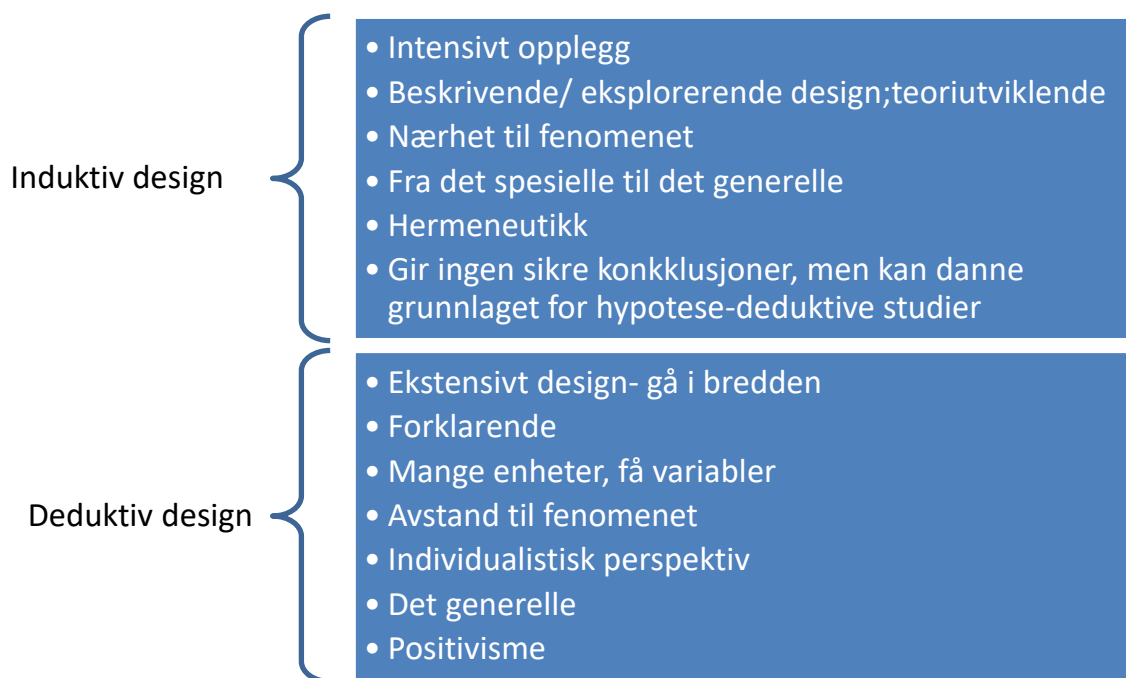 Induktiv design
• Intensivt opplegg
• Beskrivende/ eksplorerende design;teoriutviklende
• Nærhet til fenomenet
• Fra det spesielle til det generelle
• Hermeneutikk
• Gir ingen sikre konkklusjoner, men kan danne
grunnlaget for hypotese-deduktive studier
Deduktiv design
• Ekstensivt design- gå i bredden
• Forklarende
• Mange enheter, få variabler
• Avstand til fenomenet
• Individualistisk perspektiv
• Det generelle
• Positivisme